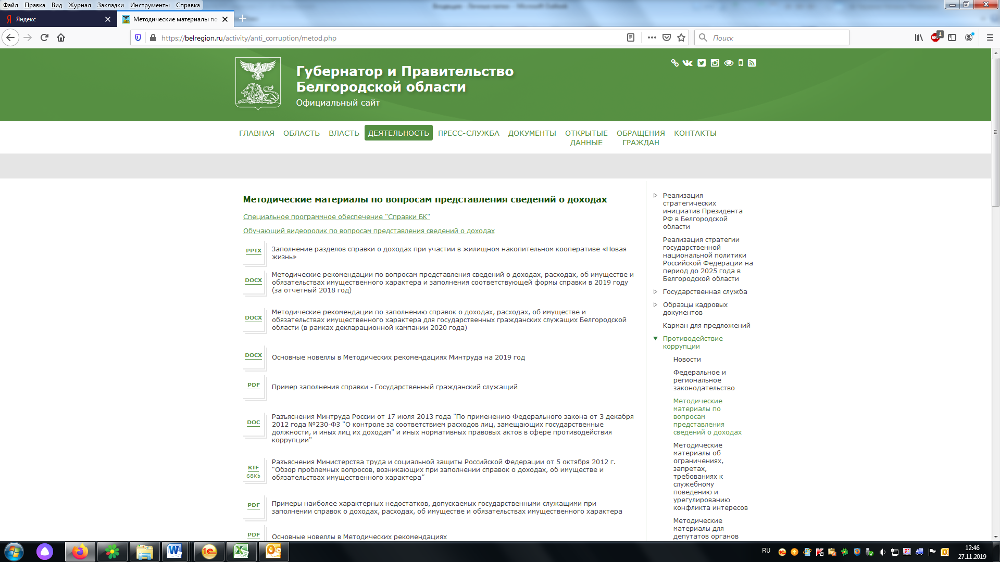 Файл Правка Вид Журнал Закладки Инструменты Справка
Яндекс
Методические материалы по
https://belregion.ru/activity/anti_corruption/metod.php
Поиск
ABP 1
Губернатор и Правительство
Белгородской области
Официальный сайт
ГЛАВНАЯ ОБЛАСТЬ ВЛАСТЬ ДЕЯТЕЛЬНОСТЬ ПРЕСС-СЛУЖБА ДОКУМЕНТЫ ОТКРЫТЫЕ ДАННЫЕ ОБРАЩЕНИЯ ГРАЖДАН КОНТАКТЫ
Методические материалы по вопросам представления сведений о доходах
Специальное программное обеспечение "Справки БК"
Обучающий видеоролик по вопросам представления сведений о доходах
PPTX
Заполнение разделов справки о доходах при участии в жилищном накопительном кооперативе «Новая
жизнь»
DOCX
Методические рекомендации по вопросам представления сведений о доходах, расходах, об имуществе и
обязательствах имущественного характера и заполнения соответствующей формы справки в 2019 году
(за отчетный 2018 год)
DOCX
Методические рекомендации по заполнению справок о доходах, расходах, об имуществе и
обязательствах имущественного характера для государственных гражданских служащих Белгородской
области (в рамках декларационной кампании 2020 года)
DOCX
Основные новеллы в Методических рекомендациях Минтруда на 2019 год
PDF
Пример заполнения справки - Государственный гражданский служащий
DOC
Разъяснения Минтруда России от 17 июля 2013 года "По применению Федерального закона от 3 декабря
2012 года №230-ФЗ "О контроле за соответствием расходов лиц, замещающих государственные
должности, и иных лиц их доходам" и иных нормативных правовых актов в сфере противодействия
коррупции"
RTF
68Kb
Разъяснения Министерства труда и социальной защиты Российской Федерации от 5 октября 2012 г.
“Обзор проблемных вопросов, возникающих при заполнении справок о доходах, об имуществе и
обязательствах имущественного характера”
PDF
Примеры наиболее характерных недостатков, допускаемых государственными служащими при
заполнении справок о доходах, расходах, об имуществе и обязательствах имущественного характера
PDF
Основные новеллы в Методических рекомендациях
Реализация
стратегических
инициатив Президента
РФ в Белгородской
области
Реализация стратегии
государственной
национальной политики
Российской Федерации на
период до 2025 года в
Белгородской области
Государственная служба
Образцы кадровых
документов
Карман для предложений
Противодействие
коррупции
Новости
Федеральное и
региональное
законодательство
Методические
материалы по
вопросам
представления
сведений о доходах
Методические
материалы об
ограничениях,
запретах,
требованиях к
служебному
поведению и
урегулированию
конфликта интересов
Методические
материалы для
депутатов органов
RU
12:46
27.11.2019